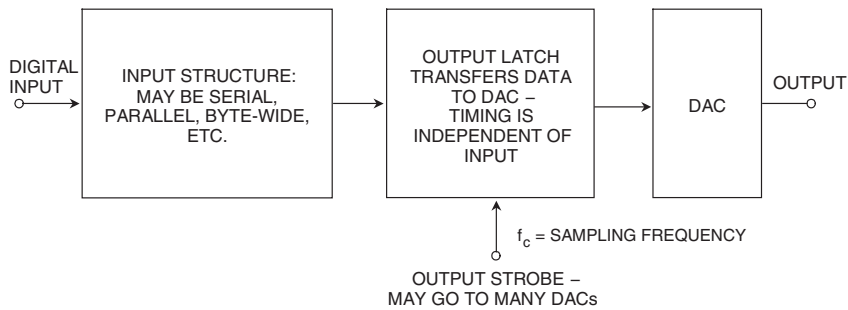 DIGITAL
INPUT
INPUT STRUCTURE:
MAY BE SERIAL,
PARALLEL, BYTE-WIDE,
ETC.
OUTPUT LATCH
TRANSFERS DATA
TO DAC –
TIMING IS
INDEPENDENT OF
INPUT
DAC
OUTPUT
fc = SAMPLING FREQUENCY
OUTPUT STROBE –
MAY GO TO MANY DACs